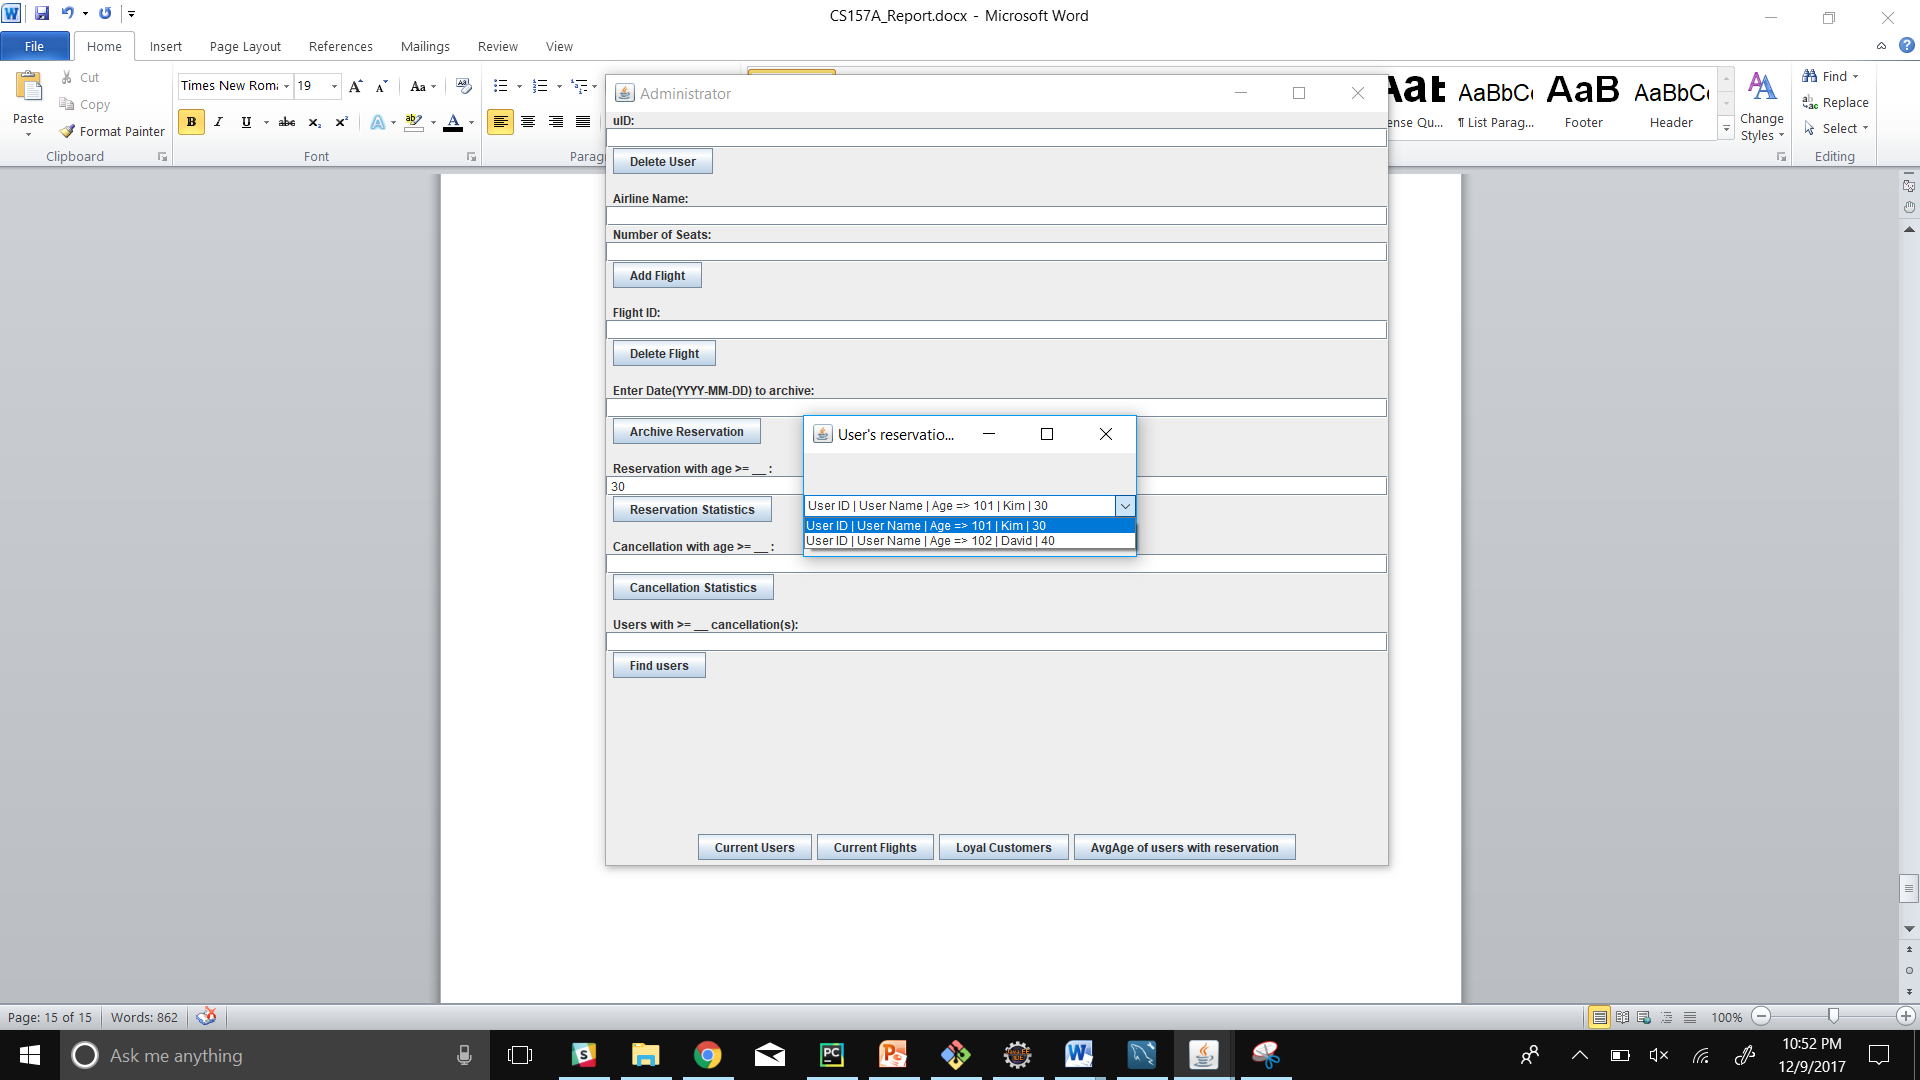 CS157A_Report.docx - Microsoft Word
File Home Insert Page Layout References Mailings Review View
Paste
Cut
Copy
Format Painter
Clipboard
Times New Roma 19
Font
Paragr
AaBbCc AaB AaBbCc
ense Qu... ¶ List Parag... Footer Header
Change Styles
Find
Replace
Select
Editing
Administrator
uID:
Delete User
Airline Name:
Number of Seats:
Add Flight
Flight ID:
Delete Flight
Enter Date(YYYY-MM-DD) to archive:
Archive Reservation
Reservation with age >= __ :
30
Reservation Statistics
Cancellation with age >= __ :
Cancellation Statistics
Users with >= __ cancellation(s):
Find users
User's reservatio...
User ID | User Name | Age => 101 | Kim | 30
User ID | User Name | Age => 101 | Kim | 30
User ID | User Name | Age => 102 | David | 40
Current Users Current Flights Loyal Customers AvgAge of users with reservation
Page: 15 of 15 Words: 862
100%
Ask me anything
10:52 PM
12/9/2017